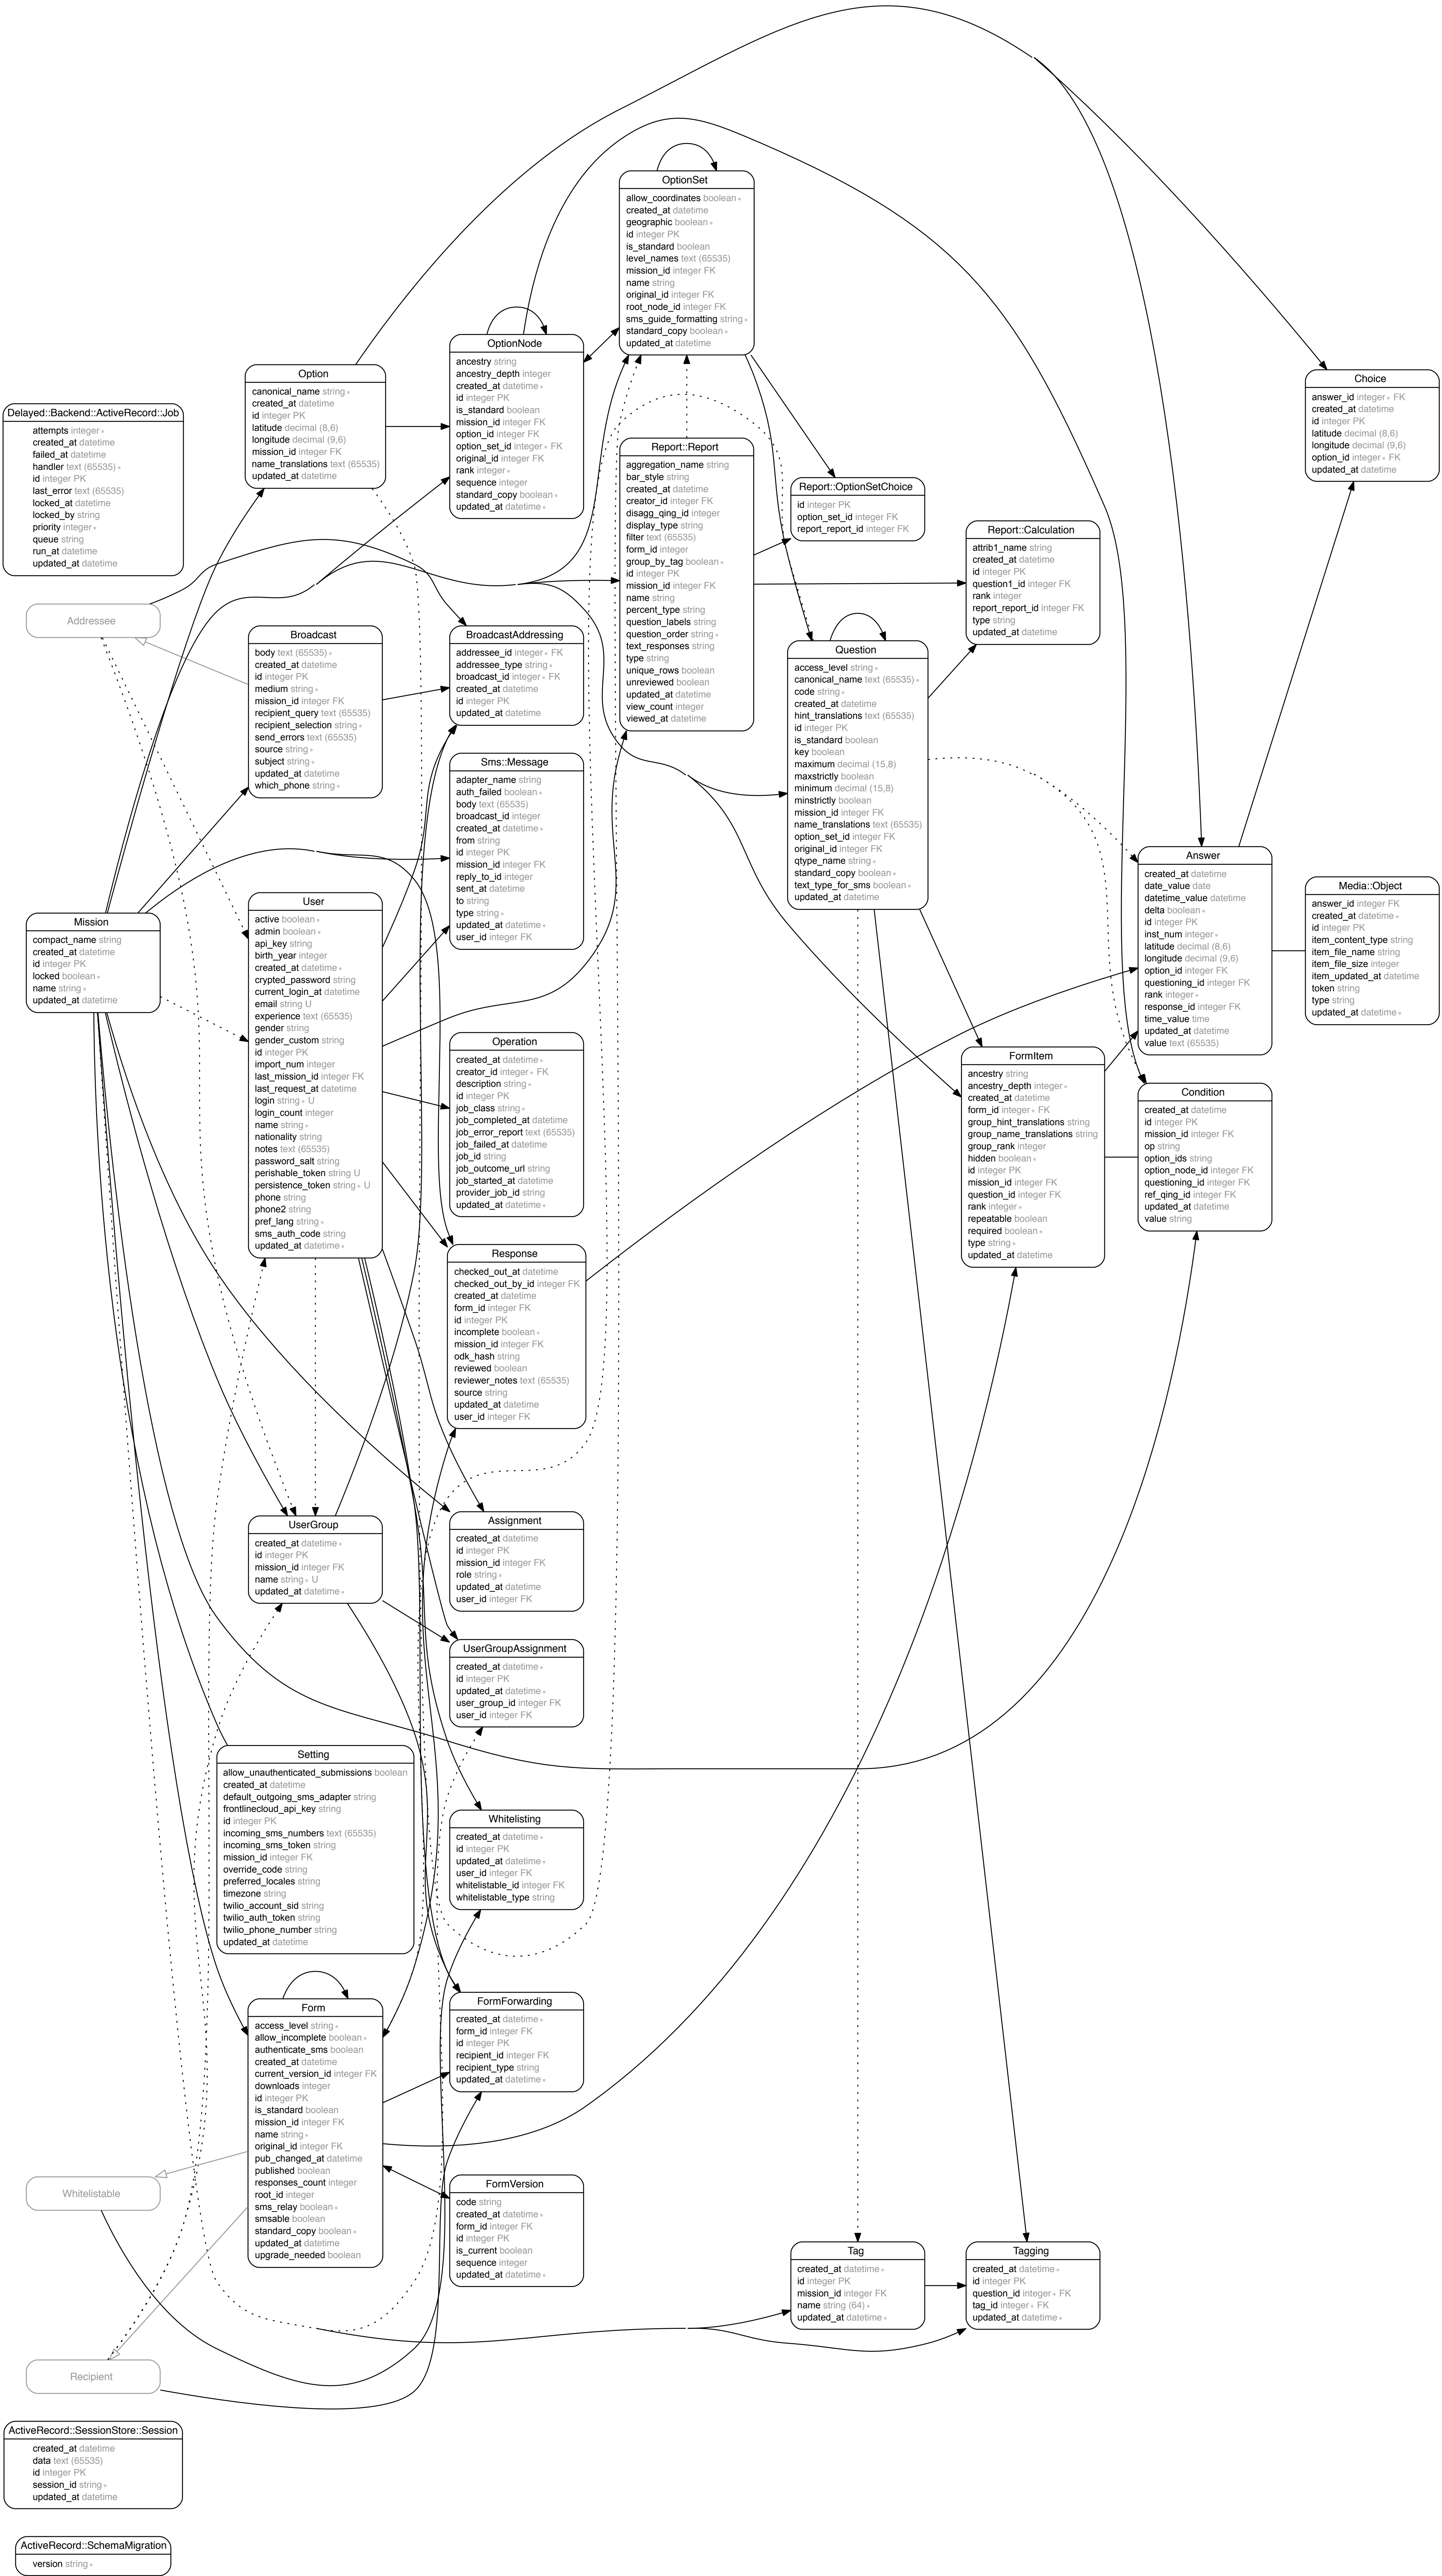 OptionSet
allow_coordinates boolean ∗
created_at datetime
geographic boolean ∗
id integer PK
is_standard boolean
level_names text (65535)
mission_id integer FK
name string
original_id integer FK
root_node_id integer FK
sms_guide_formatting string ∗
standard_copy boolean ∗
updated_at datetime
OptionNode
ancestry string
ancestry_depth integer
created_at datetime ∗
id integer PK
is_standard boolean
mission_id integer FK
option_id integer FK
option_set_id integer ∗ FK
original_id integer FK
rank integer ∗
sequence integer
standard_copy boolean ∗
updated_at datetime ∗
Option
canonical_name string ∗
created_at datetime
id integer PK
latitude decimal (8,6)
longitude decimal (9,6)
mission_id integer FK
name_translations text (65535)
updated_at datetime
Choice
answer_id integer ∗ FK
created_at datetime
id integer PK
latitude decimal (8,6)
longitude decimal (9,6)
option_id integer ∗ FK
updated_at datetime
Delayed::Backend::ActiveRecord::Job
attempts integer ∗
created_at datetime
failed_at datetime
handler text (65535) ∗
id integer PK
last_error text (65535)
locked_at datetime
locked_by string
priority integer ∗
queue string
run_at datetime
updated_at datetime
Report::Report
aggregation_name string
bar_style string
created_at datetime
creator_id integer FK
disagg_qing_id integer
display_type string
filter text (65535)
form_id integer
group_by_tag boolean ∗
id integer PK
mission_id integer FK
name string
percent_type string
question_labels string
question_order string ∗
text_responses string
type string
unique_rows boolean
unreviewed boolean
updated_at datetime
view_count integer
viewed_at datetime
Report::OptionSetChoice
id integer PK
option_set_id integer FK
report_report_id integer FK
Report::Calculation
attrib1_name string
created_at datetime
id integer PK
question1_id integer FK
rank integer
report_report_id integer FK
type string
updated_at datetime
Addressee
Broadcast
body text (65535) ∗
created_at datetime
id integer PK
medium string ∗
mission_id integer FK
recipient_query text (65535)
recipient_selection string ∗
send_errors text (65535)
source string ∗
subject string ∗
updated_at datetime
which_phone string ∗
BroadcastAddressing
addressee_id integer ∗ FK
addressee_type string ∗
broadcast_id integer ∗ FK
created_at datetime
id integer PK
updated_at datetime
Question
access_level string ∗
canonical_name text (65535) ∗
code string ∗
created_at datetime
hint_translations text (65535)
id integer PK
is_standard boolean
key boolean
maximum decimal (15,8)
maxstrictly boolean
minimum decimal (15,8)
minstrictly boolean
mission_id integer FK
name_translations text (65535)
option_set_id integer FK
original_id integer FK
qtype_name string ∗
standard_copy boolean ∗
text_type_for_sms boolean ∗
updated_at datetime
Sms::Message
adapter_name string
auth_failed boolean ∗
body text (65535)
broadcast_id integer
created_at datetime ∗
from string
id integer PK
mission_id integer FK
reply_to_id integer
sent_at datetime
to string
type string ∗
updated_at datetime ∗
user_id integer FK
Answer
created_at datetime
date_value date
datetime_value datetime
delta boolean ∗
id integer PK
inst_num integer ∗
latitude decimal (8,6)
longitude decimal (9,6)
option_id integer FK
questioning_id integer FK
rank integer ∗
response_id integer FK
time_value time
updated_at datetime
value text (65535)
Media::Object
answer_id integer FK
created_at datetime ∗
id integer PK
item_content_type string
item_file_name string
item_file_size integer
item_updated_at datetime
token string
type string
updated_at datetime ∗
User
active boolean ∗
admin boolean ∗
api_key string
birth_year integer
created_at datetime ∗
crypted_password string
current_login_at datetime
email string U
experience text (65535)
gender string
gender_custom string
id integer PK
import_num integer
last_mission_id integer FK
last_request_at datetime
login string ∗ U
login_count integer
name string ∗
nationality string
notes text (65535)
password_salt string
perishable_token string U
persistence_token string ∗ U
phone string
phone2 string
pref_lang string ∗
sms_auth_code string
updated_at datetime ∗
Mission
compact_name string
created_at datetime
id integer PK
locked boolean ∗
name string ∗
updated_at datetime
Operation
created_at datetime ∗
creator_id integer ∗ FK
description string ∗
id integer PK
job_class string ∗
job_completed_at datetime
job_error_report text (65535)
job_failed_at datetime
job_id string
job_outcome_url string
job_started_at datetime
provider_job_id string
updated_at datetime ∗
FormItem
ancestry string
ancestry_depth integer ∗
created_at datetime
form_id integer ∗ FK
group_hint_translations string
group_name_translations string
group_rank integer
hidden boolean ∗
id integer PK
mission_id integer FK
question_id integer FK
rank integer ∗
repeatable boolean
required boolean ∗
type string ∗
updated_at datetime
Condition
created_at datetime
id integer PK
mission_id integer FK
op string
option_ids string
option_node_id integer FK
questioning_id integer FK
ref_qing_id integer FK
updated_at datetime
value string
Response
checked_out_at datetime
checked_out_by_id integer FK
created_at datetime
form_id integer FK
id integer PK
incomplete boolean ∗
mission_id integer FK
odk_hash string
reviewed boolean
reviewer_notes text (65535)
source string
updated_at datetime
user_id integer FK
UserGroup
created_at datetime ∗
id integer PK
mission_id integer FK
name string ∗ U
updated_at datetime ∗
Assignment
created_at datetime
id integer PK
mission_id integer FK
role string ∗
updated_at datetime
user_id integer FK
UserGroupAssignment
created_at datetime ∗
id integer PK
updated_at datetime ∗
user_group_id integer FK
user_id integer FK
Setting
allow_unauthenticated_submissions boolean
created_at datetime
default_outgoing_sms_adapter string
frontlinecloud_api_key string
id integer PK
incoming_sms_numbers text (65535)
incoming_sms_token string
mission_id integer FK
override_code string
preferred_locales string
timezone string
twilio_account_sid string
twilio_auth_token string
twilio_phone_number string
updated_at datetime
Whitelisting
created_at datetime ∗
id integer PK
updated_at datetime ∗
user_id integer FK
whitelistable_id integer FK
whitelistable_type string
Form
access_level string ∗
allow_incomplete boolean ∗
authenticate_sms boolean
created_at datetime
current_version_id integer FK
downloads integer
id integer PK
is_standard boolean
mission_id integer FK
name string ∗
original_id integer FK
pub_changed_at datetime
published boolean
responses_count integer
root_id integer
sms_relay boolean ∗
smsable boolean
standard_copy boolean ∗
updated_at datetime
upgrade_needed boolean
FormForwarding
created_at datetime ∗
form_id integer FK
id integer PK
recipient_id integer FK
recipient_type string
updated_at datetime ∗
Whitelistable
FormVersion
code string
created_at datetime ∗
form_id integer FK
id integer PK
is_current boolean
sequence integer
updated_at datetime ∗
Tag
created_at datetime ∗
id integer PK
mission_id integer FK
name string (64) ∗
updated_at datetime ∗
Tagging
created_at datetime ∗
id integer PK
question_id integer ∗ FK
tag_id integer ∗ FK
updated_at datetime ∗
Recipient
ActiveRecord::SessionStore::Session
created_at datetime
data text (65535)
id integer PK
session_id string ∗
updated_at datetime
ActiveRecord::SchemaMigration
version string ∗